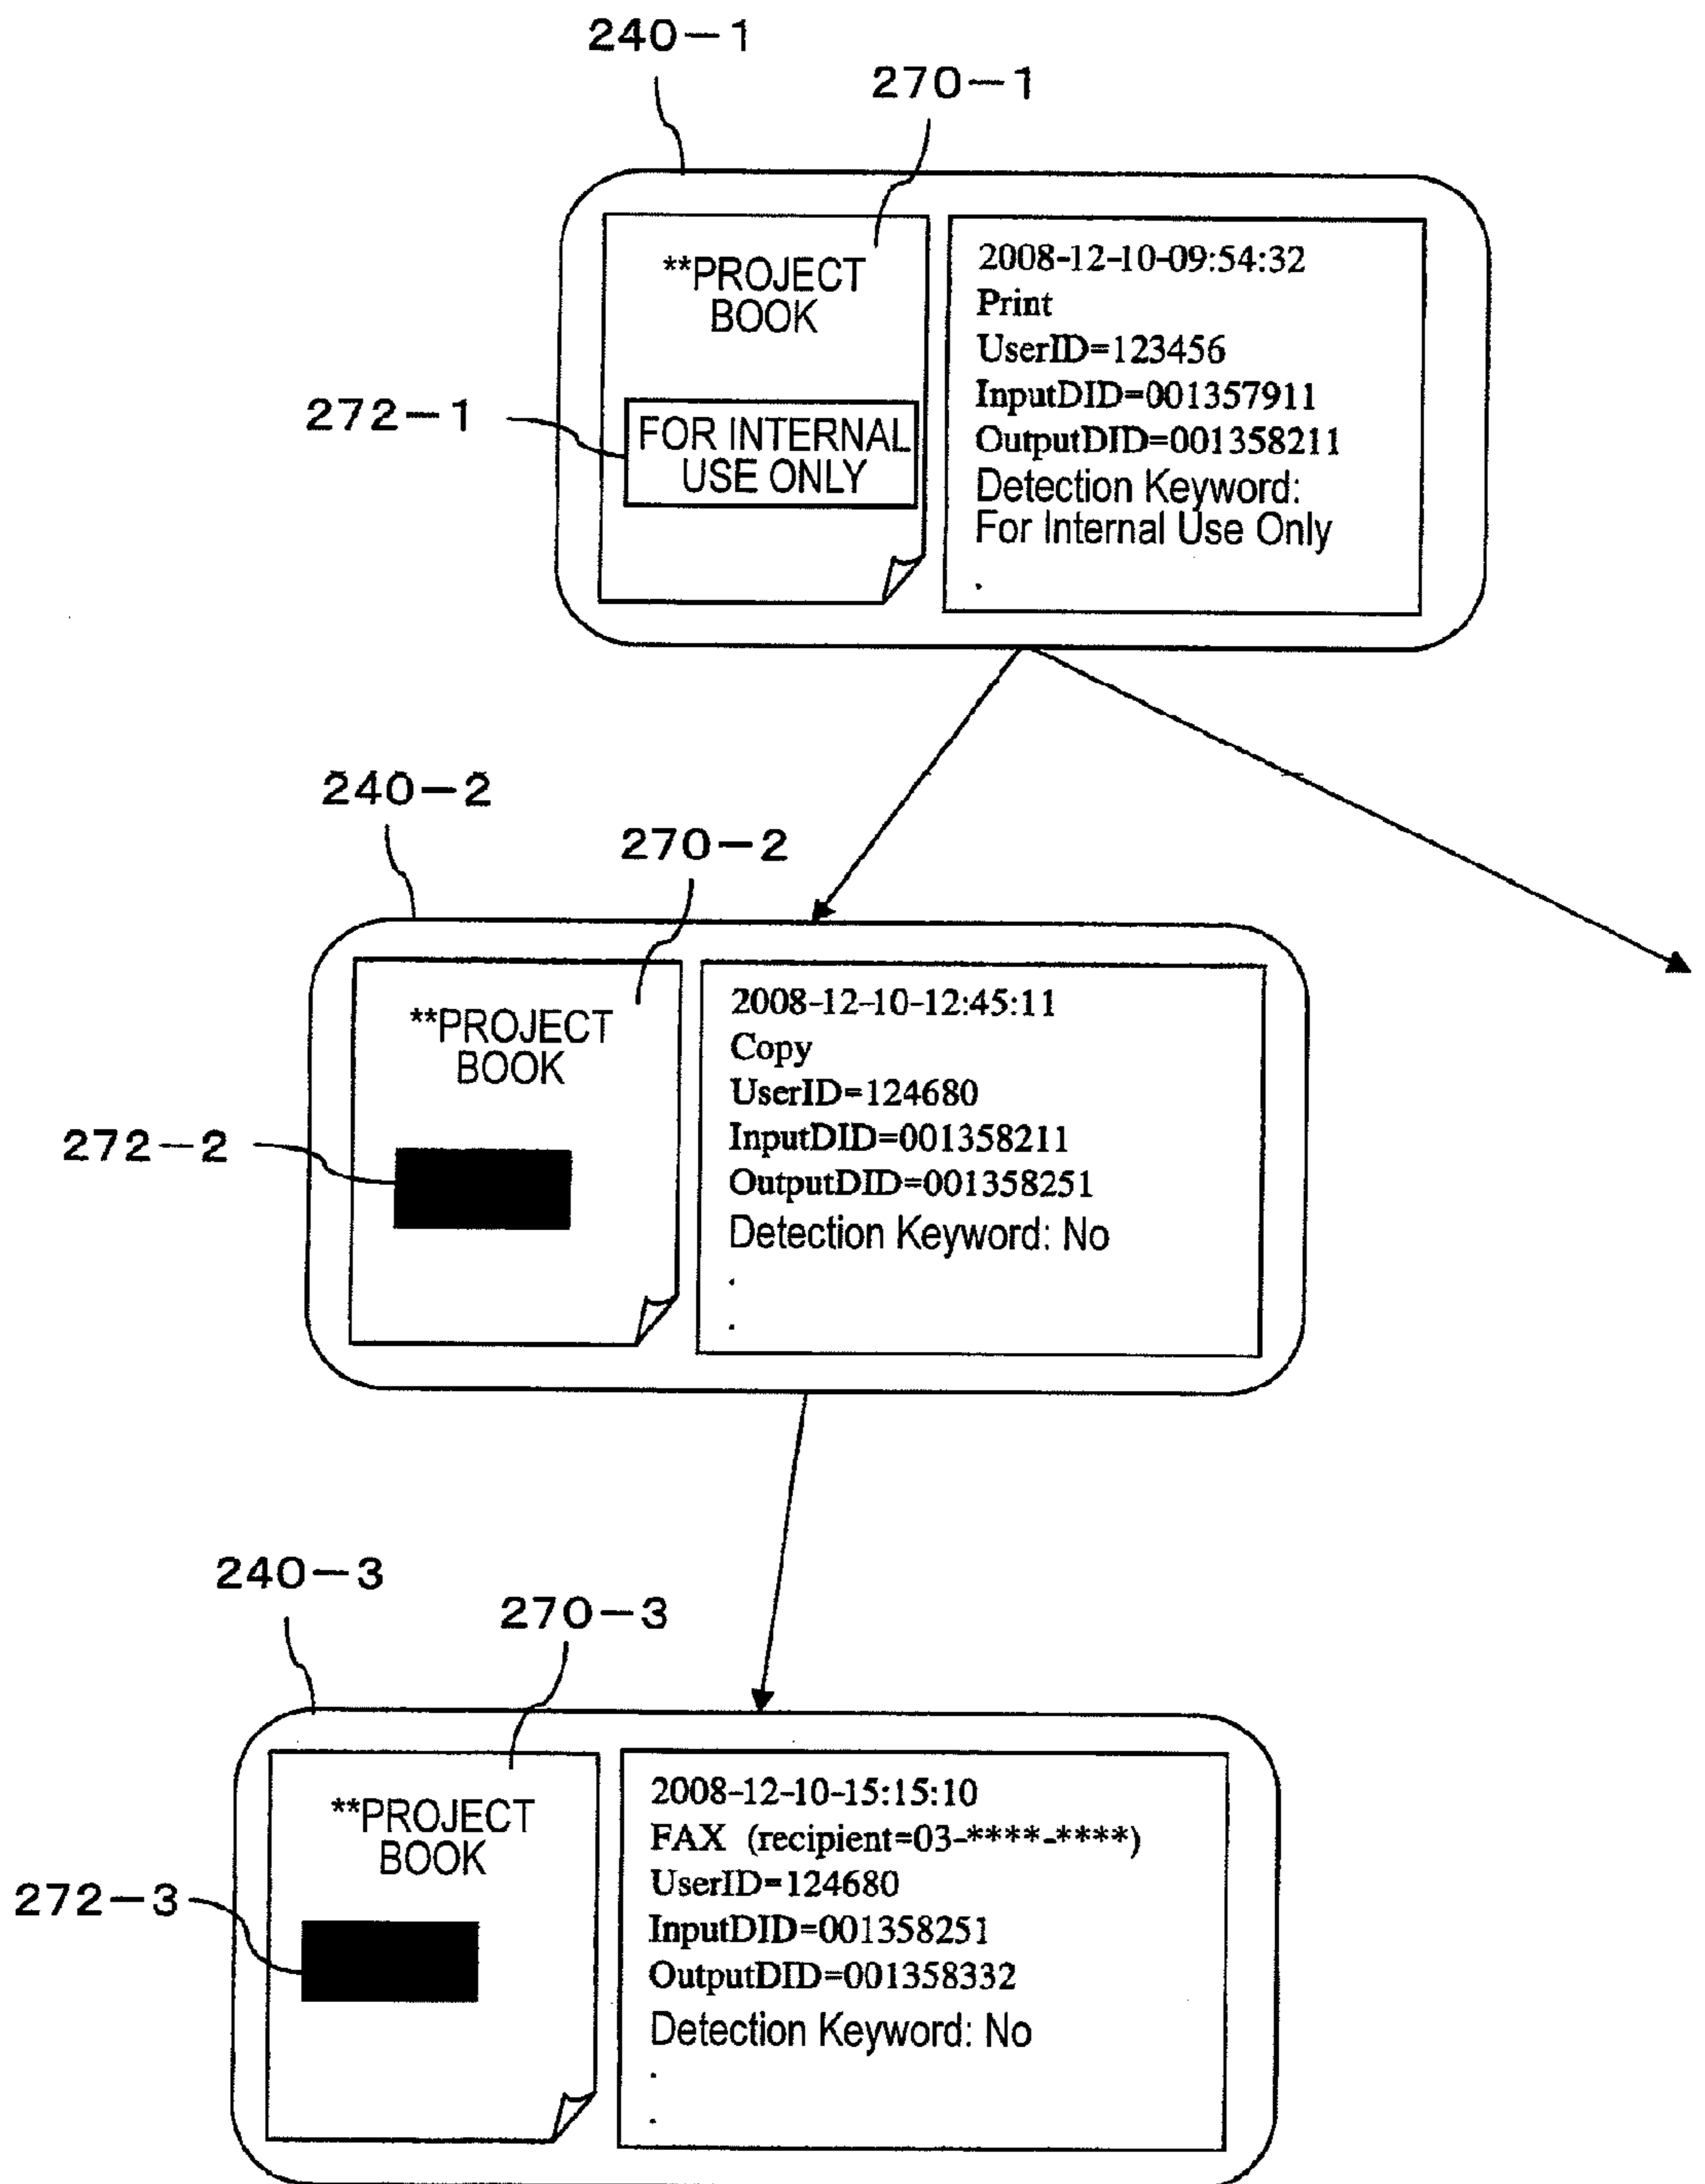 240-1
270-1
**PROJECT
BOOK
272-1
FOR INTERNAL
USE ONLY
2008-12-10-09:54:32
Print
UserID=123456
InputDID=001357911
OutputDID=001358211
Detection Keyword:
For Internal Use Only
.
240-2
270-2
**PROJECT
BOOK
272-2
2008-12-10-12:45:11
Copy
UserID=124680
InputDID=001358211
OutputDID=001358251
Detection Keyword: No
.
.
240-3
270-3
**PROJECT
BOOK
272-3
2008-12-10-15:15:10
FAX (recipient=03-****-****)
UserID=124680
InputDID=001358251
OutputDID=001358332
Detection Keyword: No
.
.